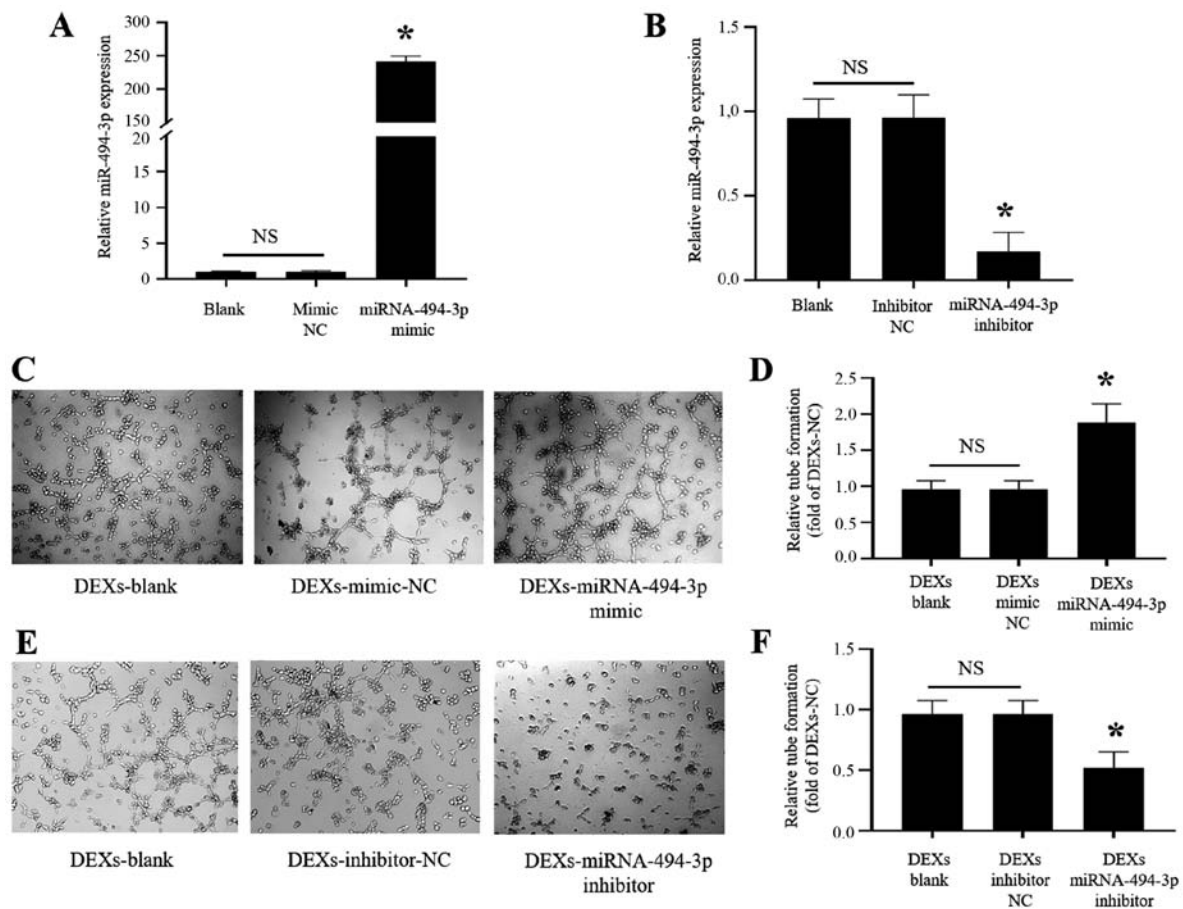 A
Relative miR-494-3p expression
300
250
200
150
20
15
10
5
0
NS
*
Blank
Mimic
NC
miRNA-494-3p
mimic
B
Relative miR-494-3p expression
1.5
1.0
0.5
0.0
NS
*
Blank
Inhibitor
NC
miRNA-494-3p
inhibitor
C
DEXs-blank
DEXs-mimic-NC
DEXs-miRNA-494-3p
mimic
D
Relative tube formation
(fold of DEXs-NC)
2.5
2.0
1.5
1.0
0.5
0.0
NS
*
DEXs
blank
DEXs
mimic
NC
DEXs
miRNA-494-3p
mimic
E
DEXs-blank
DEXs-inhibitor-NC
DEXs-miRNA-494-3p
inhibitor
F
Relative tube formation
(fold of DEXs-NC)
1.5
1.0
0.5
0.0
NS
*
DEXs
blank
DEXs
inhibitor
NC
DEXs
miRNA-494-3p
inhibitor